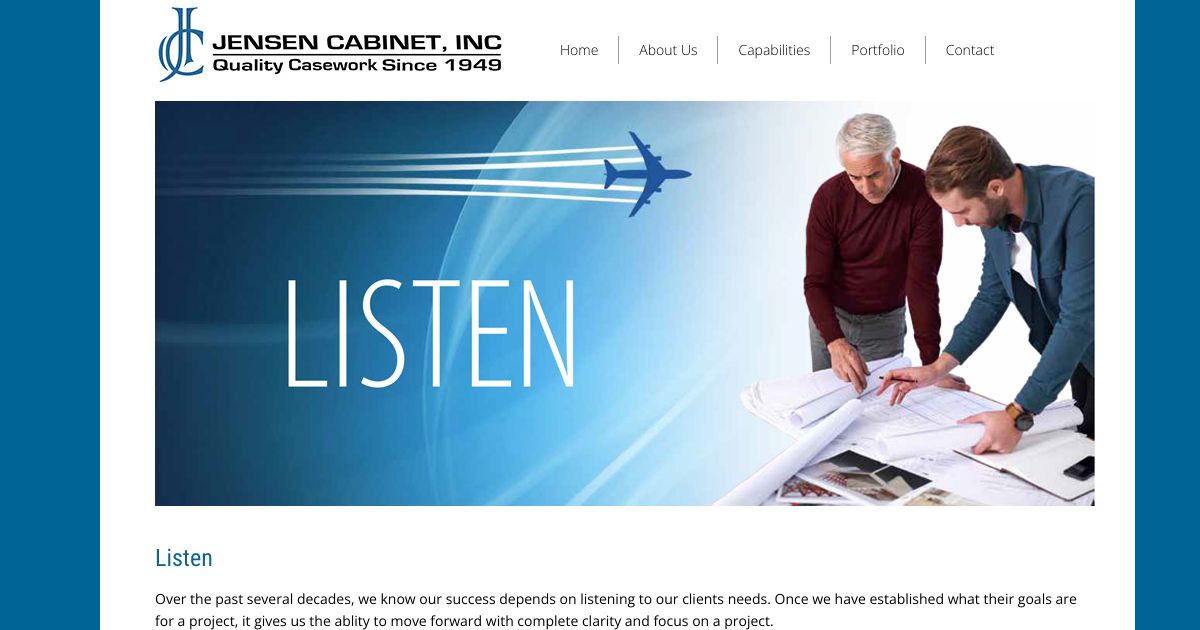 JENSEN CABINET, INC
Quality Casework Since 1949
Home
About Us
Capabilities
Portfolio
Contact
LISTEN
Listen
Over the past several decades, we know our success depends on listening to our clients needs. Once we have established what their goals are
for a project, it gives us the ablity to move forward with complete clarity and focus on a project.